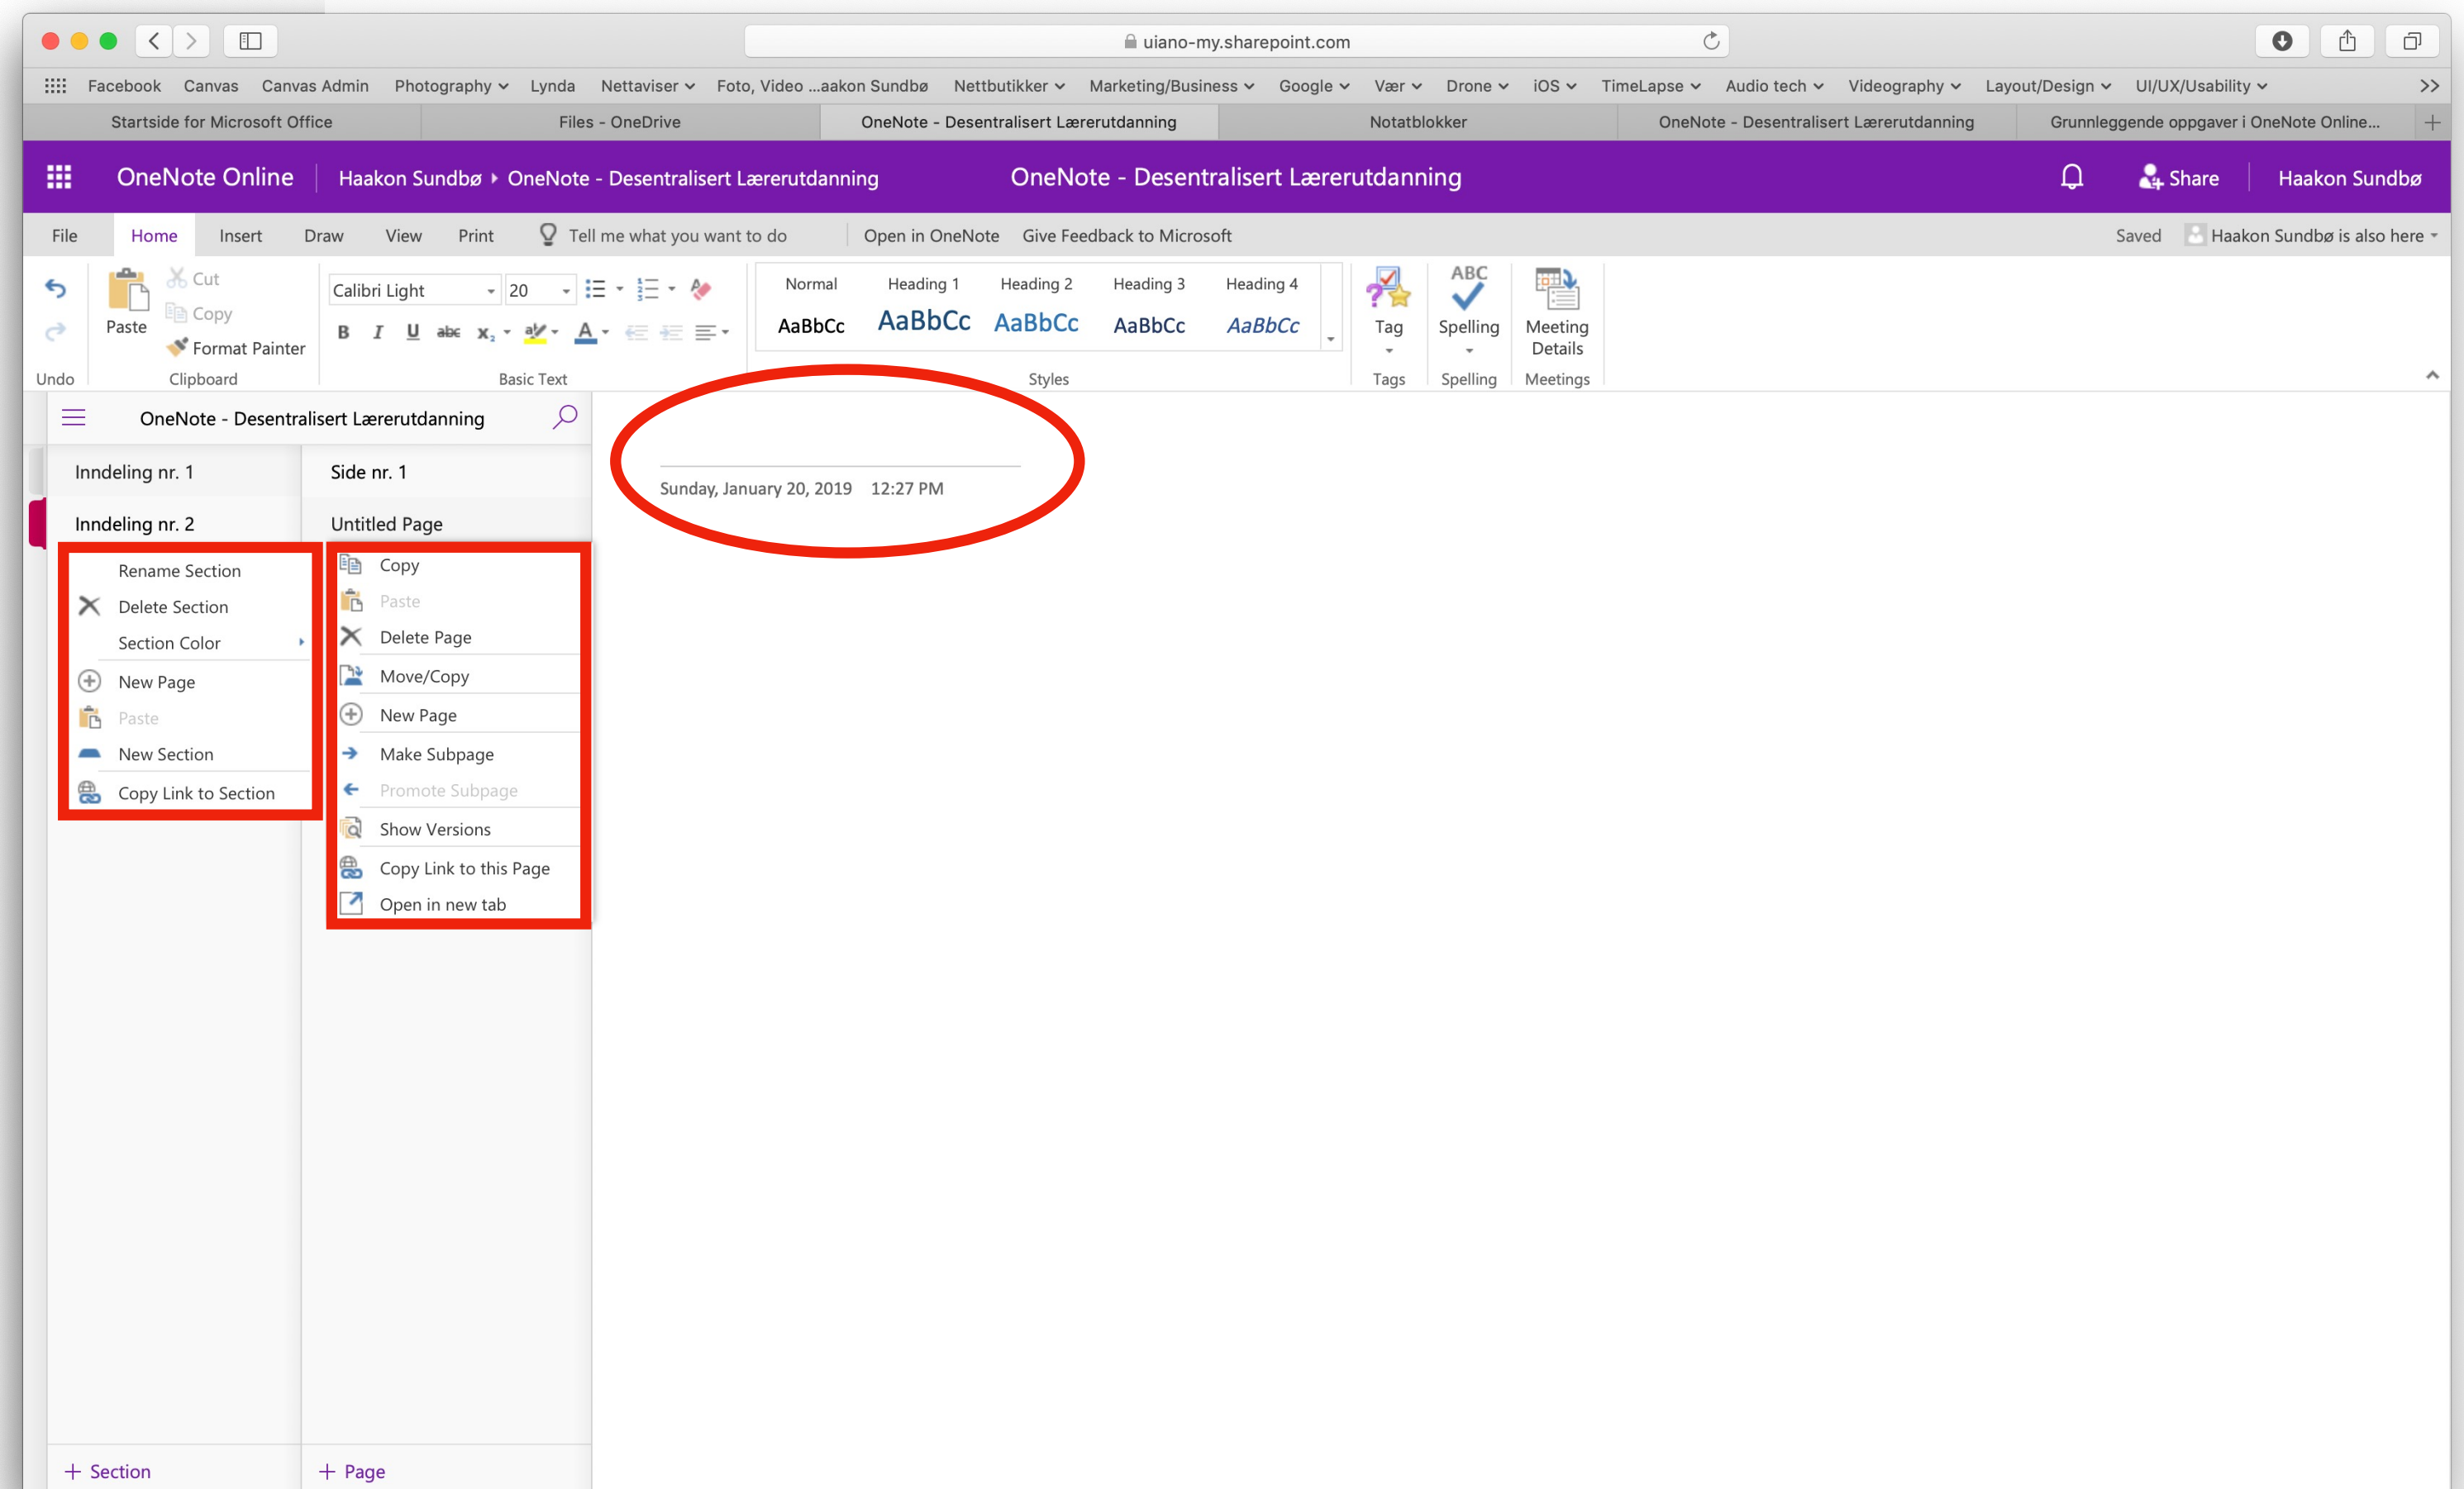 uiano-my.sharepoint.com
Facebook Canvas Canvas Admin Photography Lynda Nettaviser Foto, Video ...aakon Sundbø Nettbutikker Marketing/Business Google Vær Drone iOS TimeLapse Audio tech Videography Layout/Design UI/UX/Usability
Startside for Microsoft Office Files - OneDrive OneNote - Desentralisert Lærerutdanning Notatblokker OneNote - Desentralisert Lærerutdanning Grunnleggende oppgaver i OneNote Online...
OneNote Online Haakon Sundbø OneNote - Desentralisert Lærerutdanning OneNote - Desentralisert Lærerutdanning Share Haakon Sundbø
File Home Insert Draw View Print Tell me what you want to do Open in OneNote Give Feedback to Microsoft Saved Haakon Sundbø is also here
Undo
Paste
Cut
Copy
Format Painter
Clipboard
Calibri Light 20
B I U abc x₂ ab A
Basic Text
Normal Heading 1 Heading 2 Heading 3 Heading 4
AaBbCc AaBbCc AaBbCc AaBbCc AaBbCc
Styles
Tag
Tags
ABC
Spelling
Spelling
Meeting
Details
Meetings
OneNote - Desentralisert Lærerutdanning
Inndeling nr. 1
Inndeling nr. 2
Rename Section
Delete Section
Section Color
New Page
Paste
New Section
Copy Link to Section
+ Section
Side nr. 1
Untitled Page
Copy
Paste
Delete Page
Move/Copy
New Page
Make Subpage
Promote Subpage
Show Versions
Copy Link to this Page
Open in new tab
+ Page
Sunday, January 20, 2019 12:27 PM